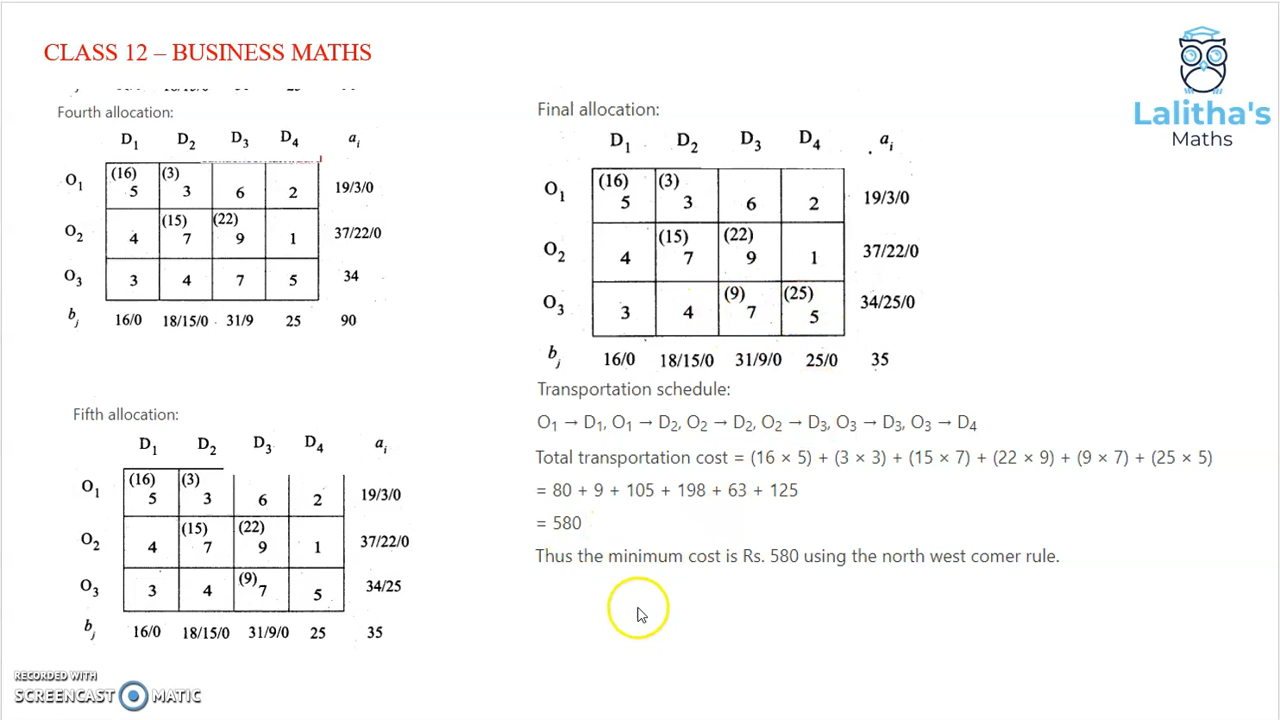 CLASS 12 – BUSINESS MATHS
Lalitha's
Maths
Fourth allocation:
D1 D2 D3 D4 ai
(16) (3)
O1 5 3 6 2 19/3/0
(15) (22)
O2 4 7 9 1 37/22/0
O3 3 4 7 5 34
bj 16/0 18/15/0 31/9 25 90
Fifth allocation:
D1 D2 D3 D4 ai
(16) (3)
O1 5 3 6 2 19/3/0
(15) (22)
O2 4 7 9 1 37/22/0
(9)
O3 3 4 7 5 34/25
bj 16/0 18/15/0 31/9/0 25 35
Final allocation:
D1 D2 D3 D4 ai
(16) (3)
O1 5 3 6 2 19/3/0
(15) (22)
O2 4 7 9 1 37/22/0
(9) (25)
O3 3 4 7 5 34/25/0
bj 16/0 18/15/0 31/9/0 25/0 35
Transportation schedule:
O1 → D1, O1 → D2, O2 → D2, O2 → D3, O3 → D3, O3 → D4
Total transportation cost = (16 × 5) + (3 × 3) + (15 × 7) + (22 × 9) + (9 × 7) + (25 × 5)
= 80 + 9 + 105 + 198 + 63 + 125
= 580
Thus the minimum cost is Rs. 580 using the north west comer rule.
RECORDED WITH
SCREENCAST MATIC